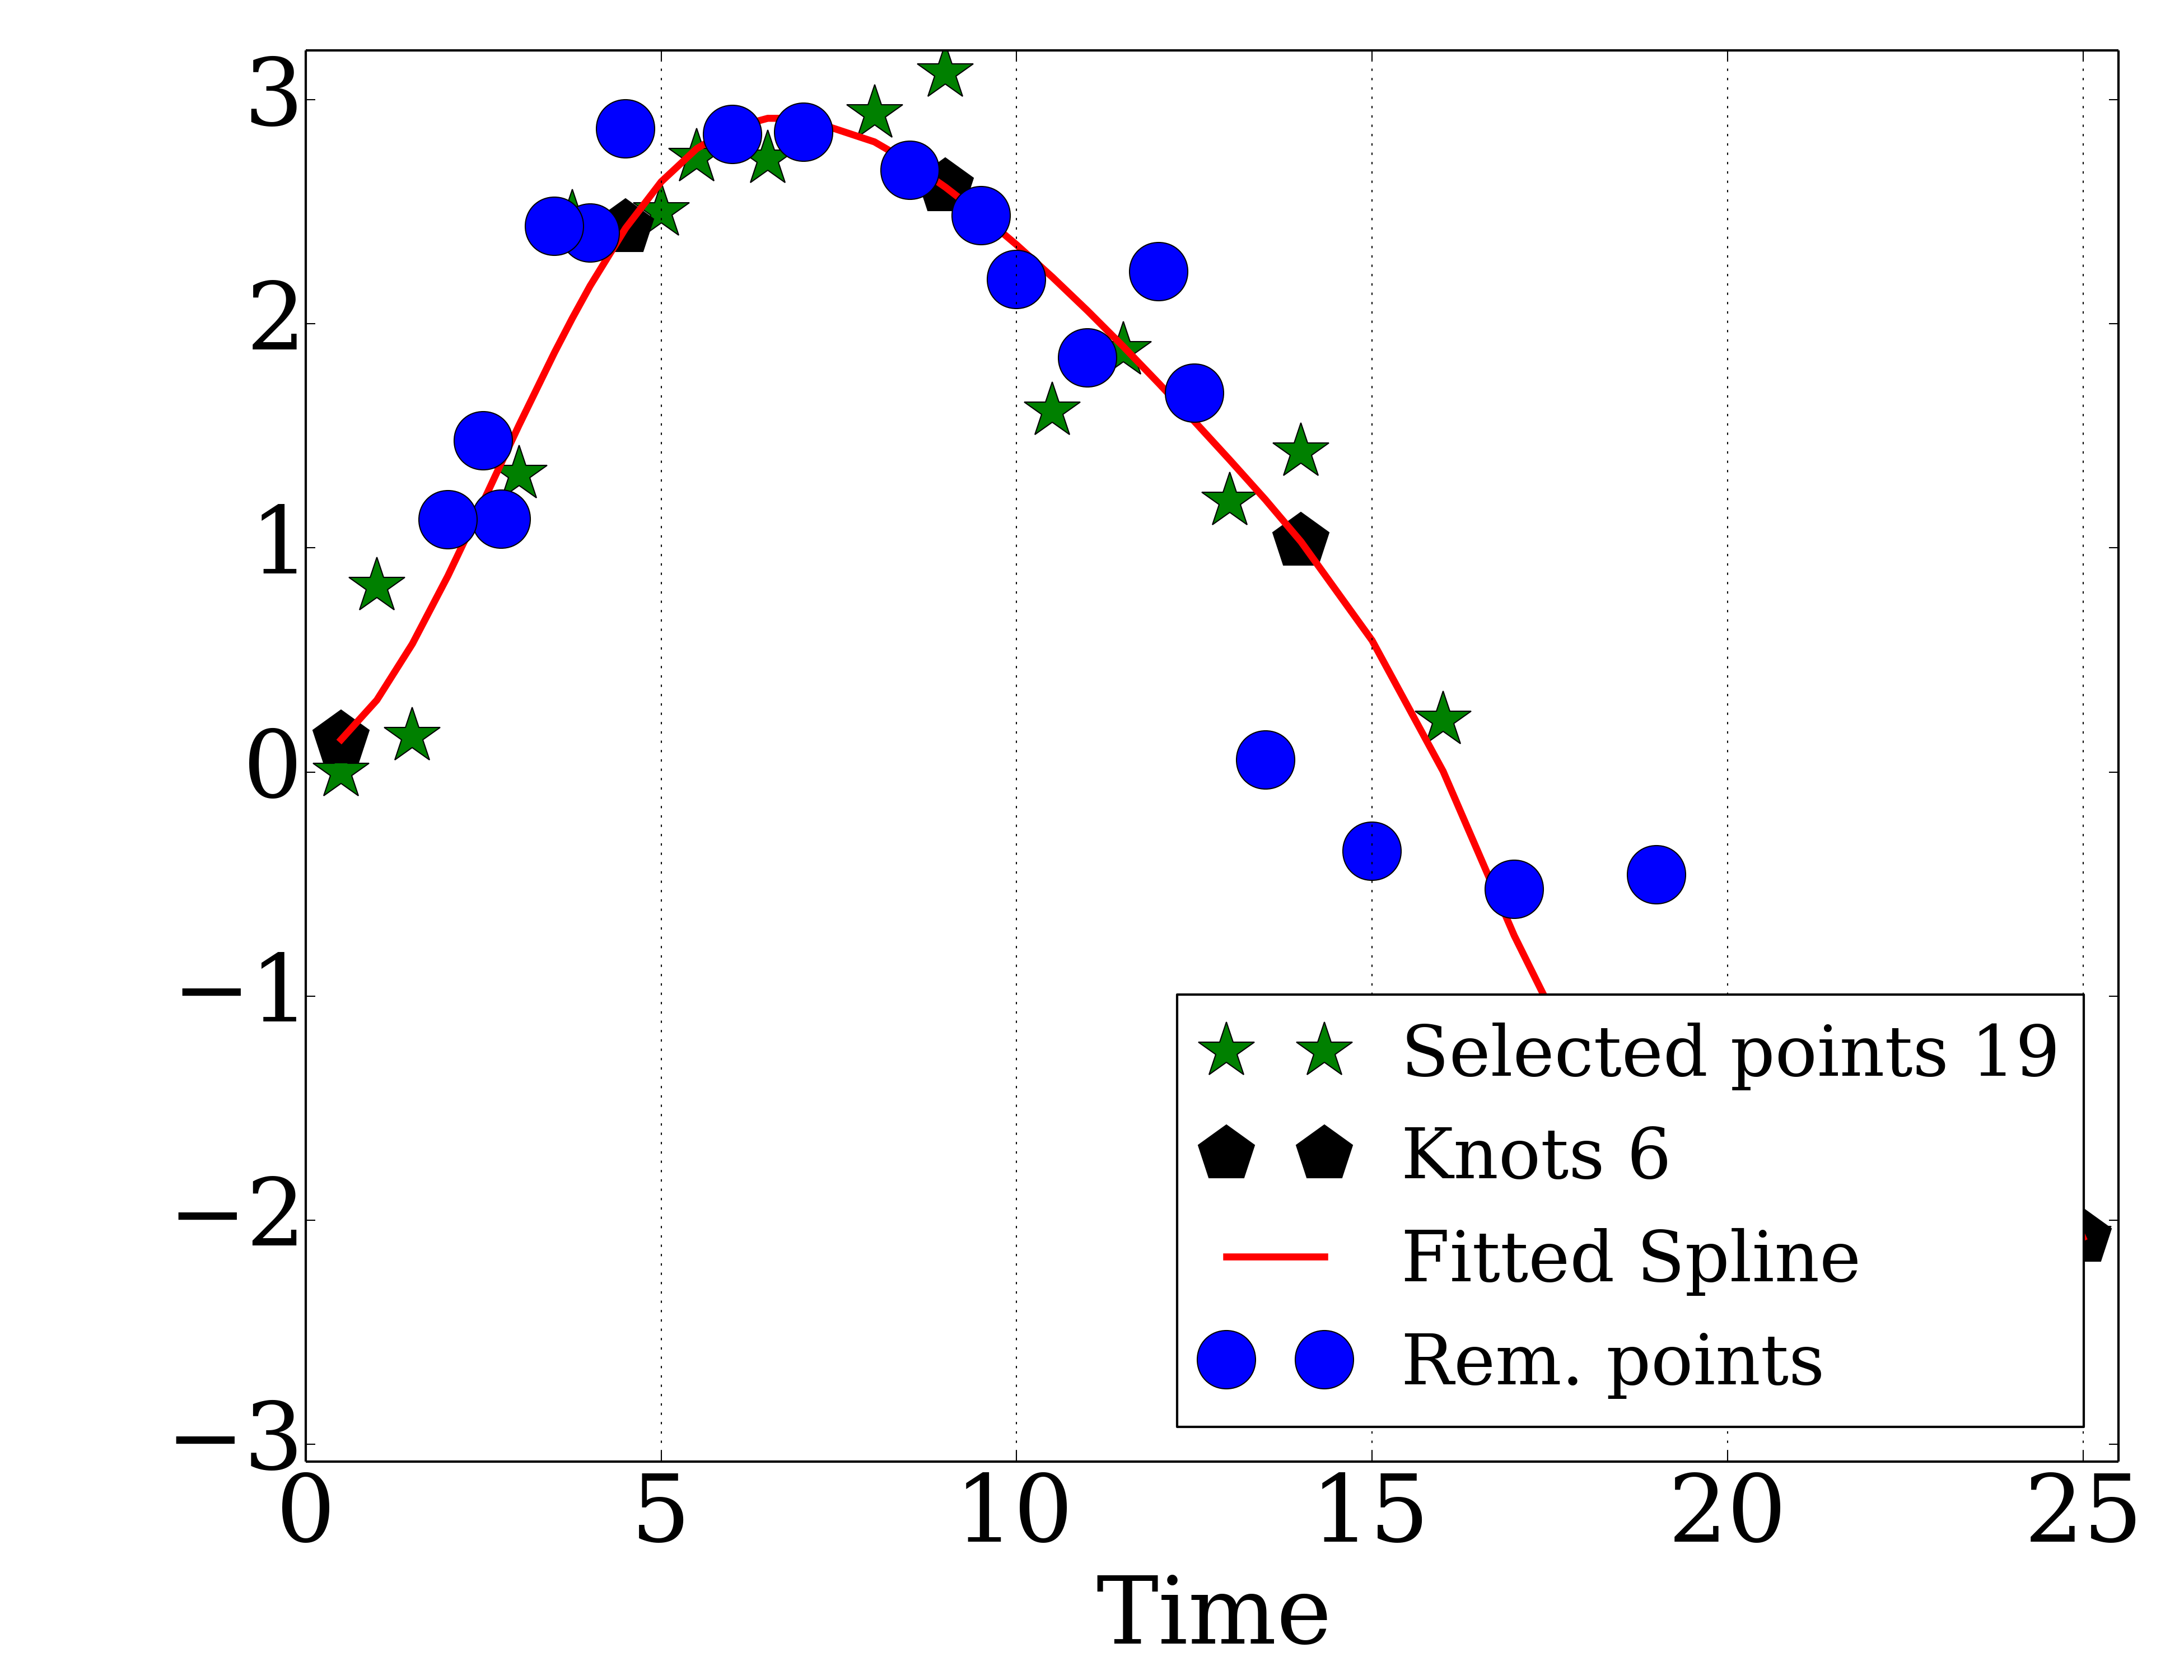 3
2
1
0
−1
−2
−3
0 5 10 15 20 25
Time
Selected points 19
Knots 6
Fitted Spline
Rem. points